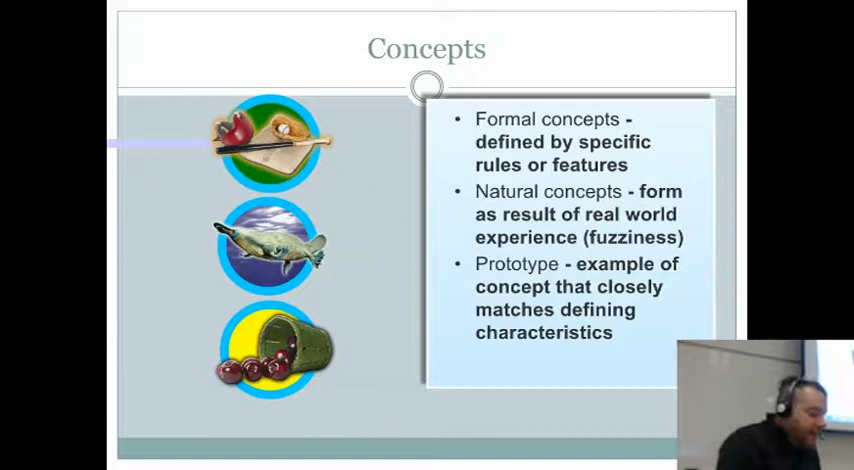 Concepts
• Formal concepts -
defined by specific
rules or features
• Natural concepts - form
as result of real world
experience (fuzziness)
• Prototype - example of
concept that closely
matches defining
characteristics